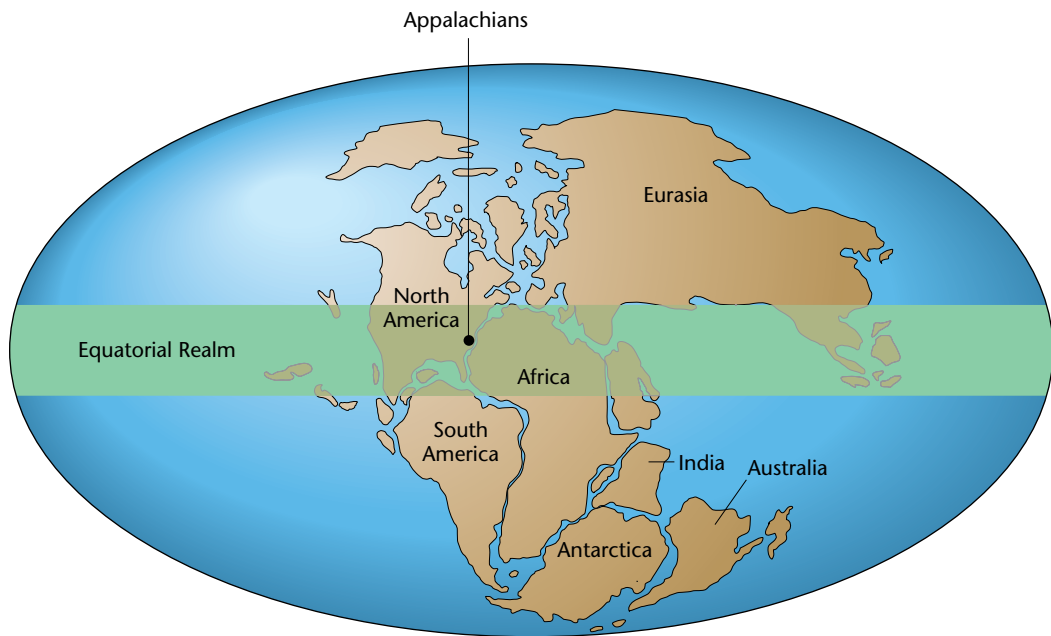 Appalachians
Eurasia
North
America
Equatorial Realm
Africa
South
America
India
Australia
Antarctica